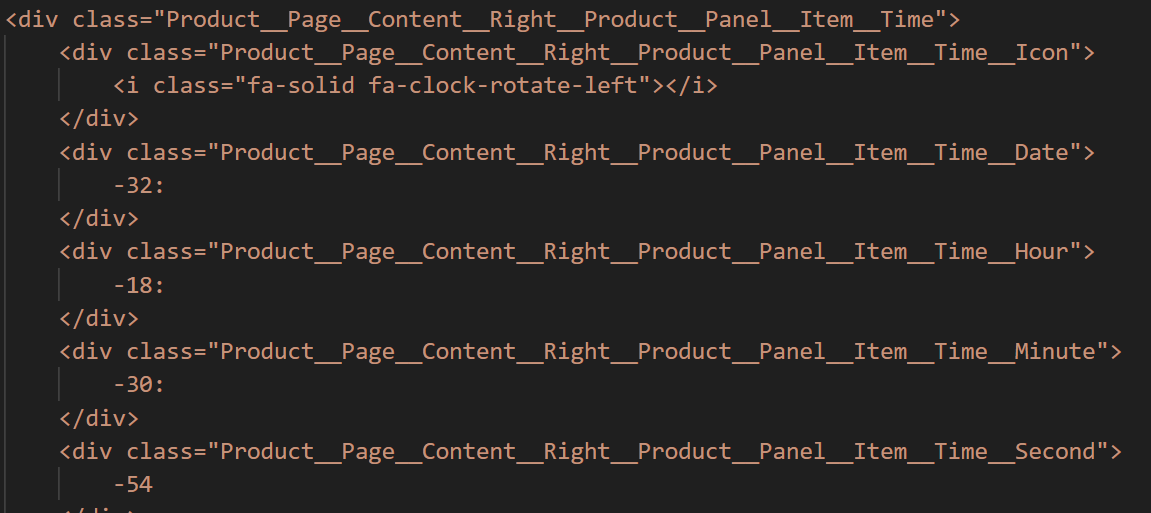 <div class="Product__Page__Content__Right__Product__Panel__Item__Time">
<div class="Product__Page__Content__Right__Product__Panel__Item__Time__Icon">
<i class="fa-solid fa-clock-rotate-left"></i>
</div>
<div class="Product__Page__Content__Right__Product__Panel__Item__Time__Date">
-32:
</div>
<div class="Product__Page__Content__Right__Product__Panel__Item__Time__Hour">
-18:
</div>
<div class="Product__Page__Content__Right__Product__Panel__Item__Time__Minute">
-30:
</div>
<div class="Product__Page__Content__Right__Product__Panel__Item__Time__Second">
-54